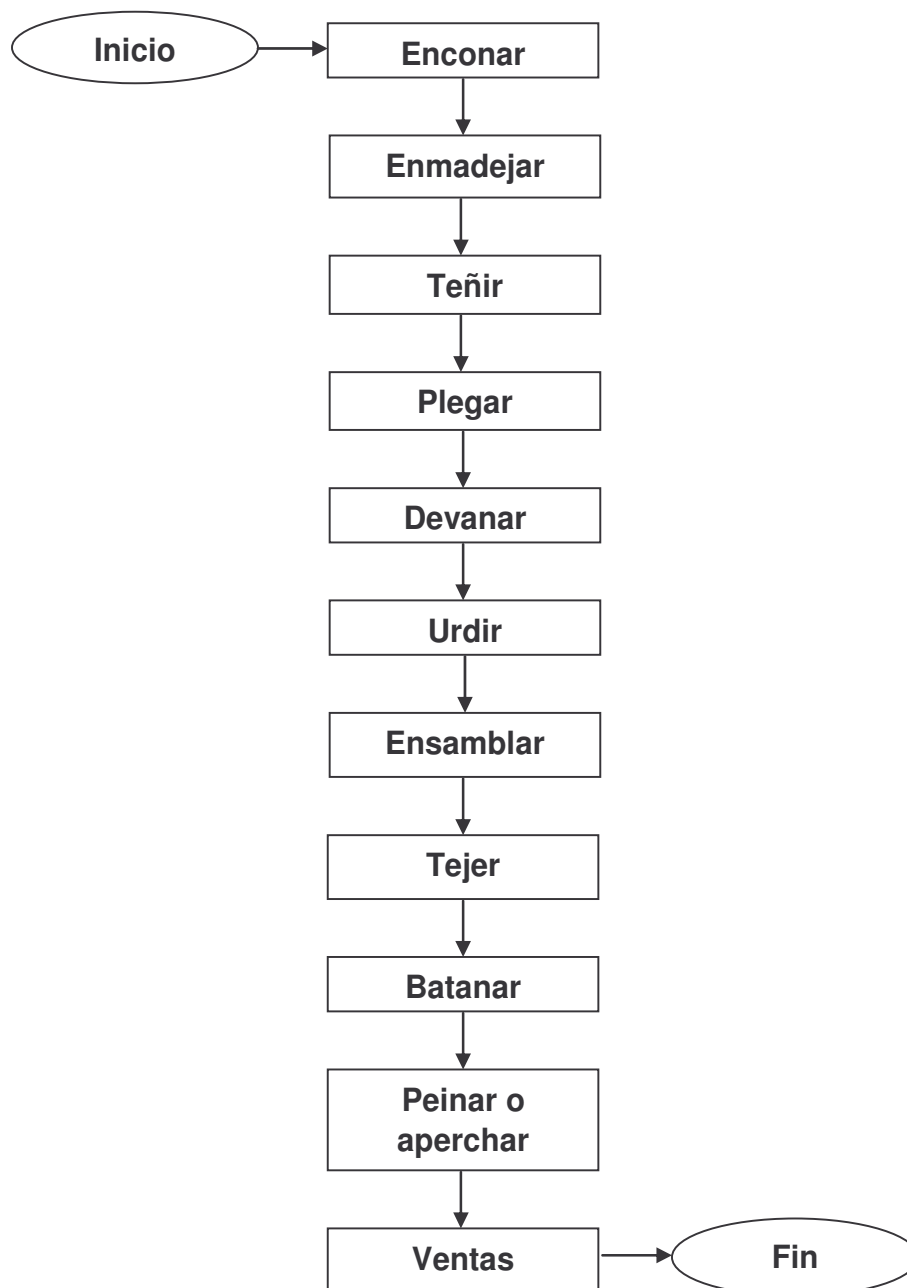 Inicio
Enconar
Enmadejar
Teñir
Plegar
Devanar
Urdir
Ensamblar
Tejer
Batanar
Peinar o
aperchar
Ventas
Fin